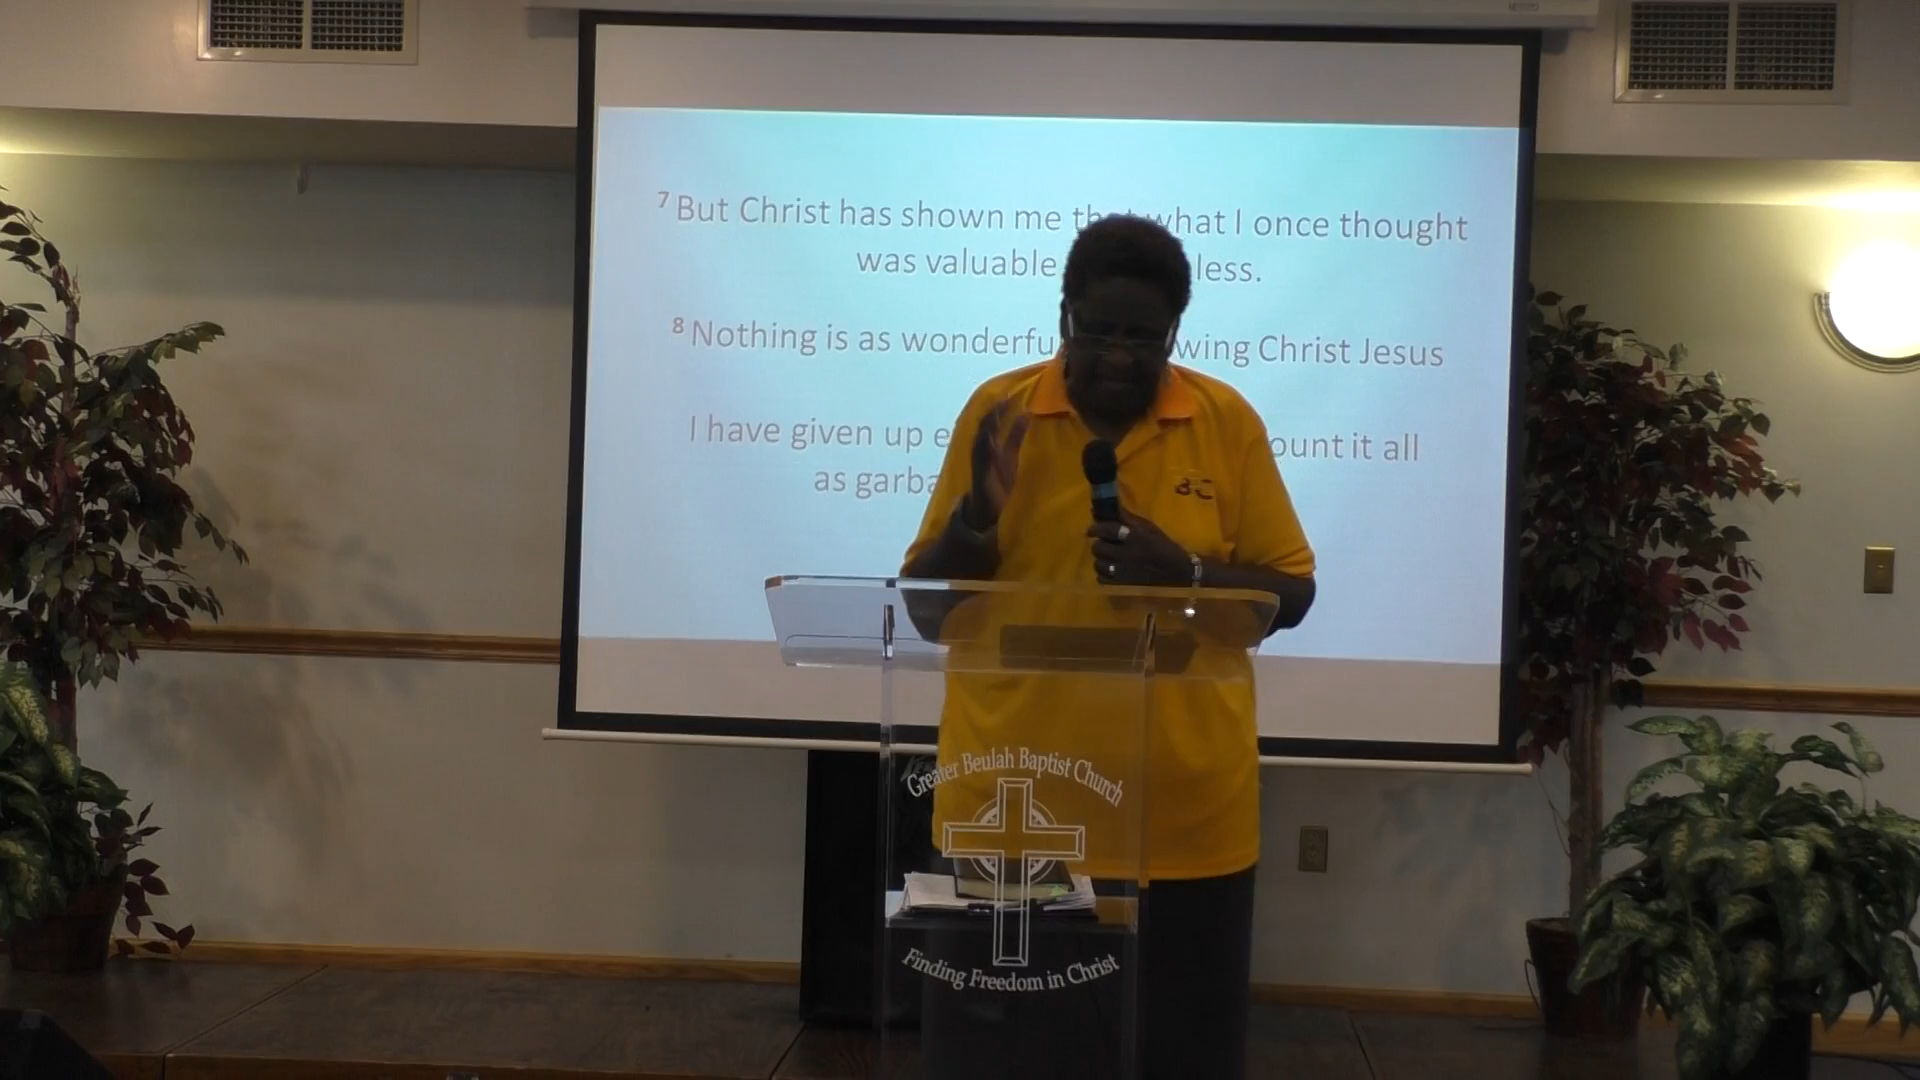 7 But Christ has shown me that what I once thought
was valuable less.
8 Nothing is as wonderful wing Christ Jesus
I have given up ount it all
as garba
Greater Beulah Baptist Church
Finding Freedom in Christ